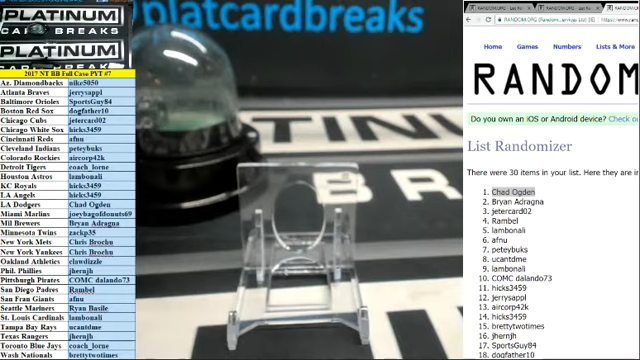 PLATINUM
CARD BREAKS
PLATINUM
CARD BREAKS
2017 NT BB Full Case PYT #7
Az. Diamondbacks nike5050
Atlanta Braves jerrysappl
Baltimore Orioles SportsGuy84
Boston Red Sox dogfather10
Chicago Cubs jetercard02
Chicago White Sox hicks3459
Cincinnati Reds afnu
Cleveland Indians peteybuks
Colorado Rockies aircorp42k
Detroit Tigers coach_lorne
Houston Astros lambonali
KC Royals hicks3459
LA Angels hicks3459
LA Dodgers Chad Ogden
Miami Marlins joeybagofdonuts69
Mil Brewers Bryan Adragna
Minnesota Twins zackp35
New York Mets Chris Brochu
New York Yankees Chris Brochu
Oakland Athletics clawdizzle
Phil. Phillies jhernjh
Pittsburgh Pirates COMC dalando73
San Diego Padres Rambel
San Fran Giants afnu
Seattle Mariners Ryan Basile
St. Louis Cardinals lambonali
Tampa Bay Rays ucantdme
Texas Rangers jhernjh
Toronto Blue Jays coach_lorne
Wash Nationals brettytwotimes
platcardbreaks
TINUM
BR
Home Games Numbers Lists & More
RANDOM
Do you own an iOS or Android device? Check o
List Randomizer
There were 30 items in your list. Here they are i
1. Chad Ogden
2. Bryan Adragna
3. jetercard02
4. Rambel
5. lambonali
6. afnu
7. peteybuks
8. ucantdme
9. lambonali
10. COMC dalando73
11. hicks3459
12. jerrysappl
13. aircorp42k
14. hicks3459
15. brettytwotimes
16. jhernjh
17. SportsGuy84
18. dogfather10